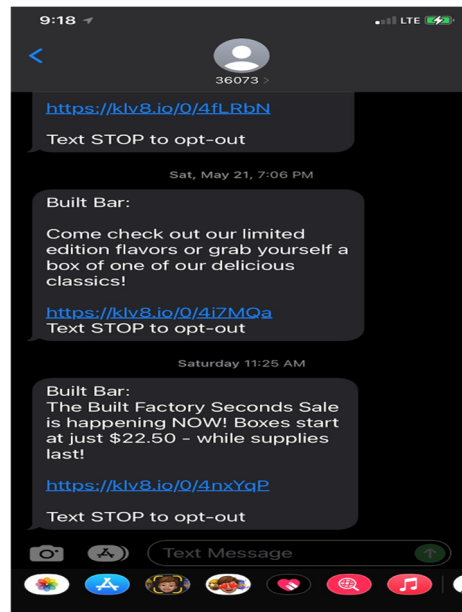 9:18
LTE
36073 >
https://klv8.io/0/4fLRbN
Text STOP to opt-out
Sat, May 21, 7:06 PM
Built Bar:
Come check out our limited
edition flavors or grab yourself a
box of one of our delicious
classics!
https://klv8.io/0/4i7MQa
Text STOP to opt-out
Saturday 11:25 AM
Built Bar:
The Built Factory Seconds Sale
is happening NOW! Boxes start
at just $22.50 - while supplies
last!
https://klv8.io/0/4nxYqP
Text STOP to opt-out
Text Message